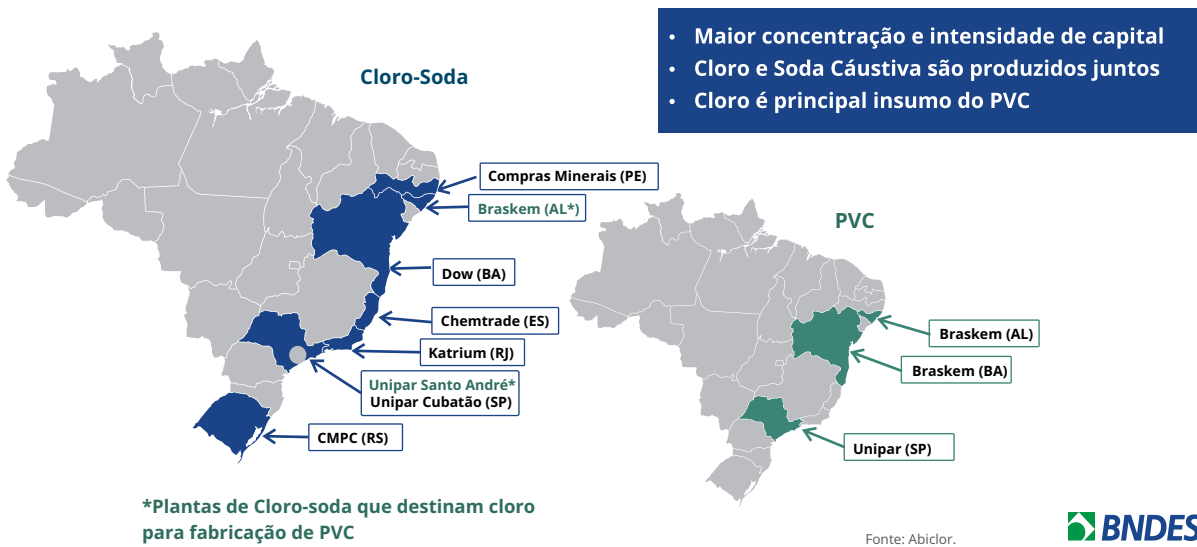 • Maior concentração e intensidade de capital
• Cloro e Soda Cáustiva são produzidos juntos
• Cloro é principal insumo do PVC
Cloro-Soda
Compras Minerais (PE)
Braskem (AL*)
Dow (BA)
Chemtrade (ES)
Katrium (RJ)
Unipar Santo André*
Unipar Cubatão (SP)
CMPC (RS)
*Plantas de Cloro-soda que destinam cloro
para fabricação de PVC
PVC
Braskem (AL)
Braskem (BA)
Unipar (SP)
Fonte: Abiclor.
BNDES